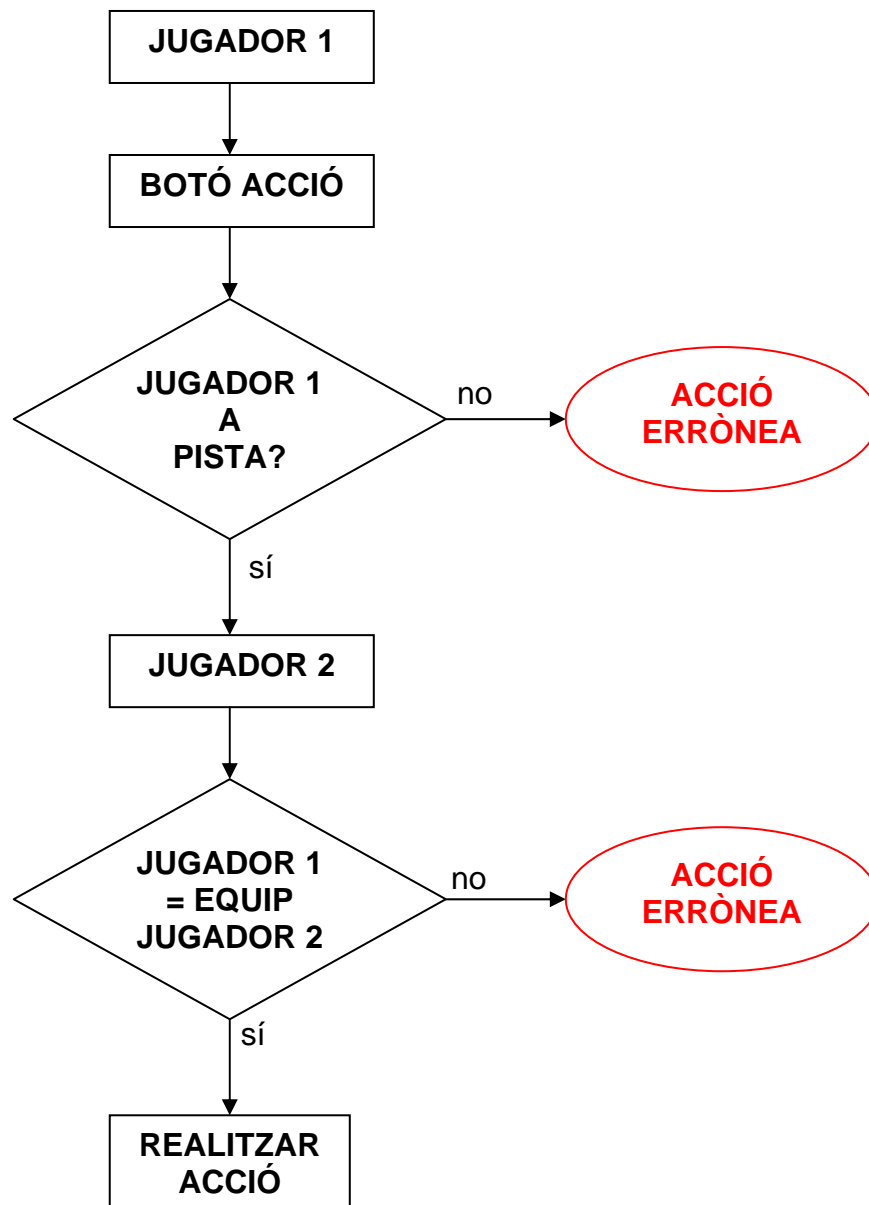 JUGADOR 1
BOTÓ ACCIÓ
JUGADOR 1
A
PISTA?
no
ACCIÓ
ERRÒNEA
sí
JUGADOR 2
JUGADOR 1
= EQUIP
JUGADOR 2
no
ACCIÓ
ERRÒNEA
sí
REALITZAR
ACCIÓ